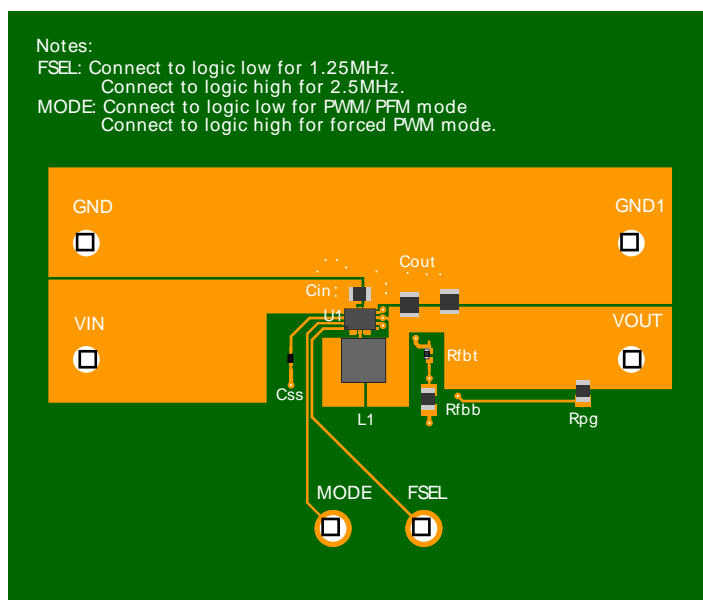 Notes:
FSEL: Connect to logic low for 1.25MHz.
Connect to logic high for 2.5MHz.
MODE: Connect to logic low for PWM/PFM mode
Connect to logic high for forced PWM mode.
GND
GND1
Cout
Cin
U1
VIN
VOUT
Rfbt
Css
L1
Rfbb
Rpg
MODE
FSEL